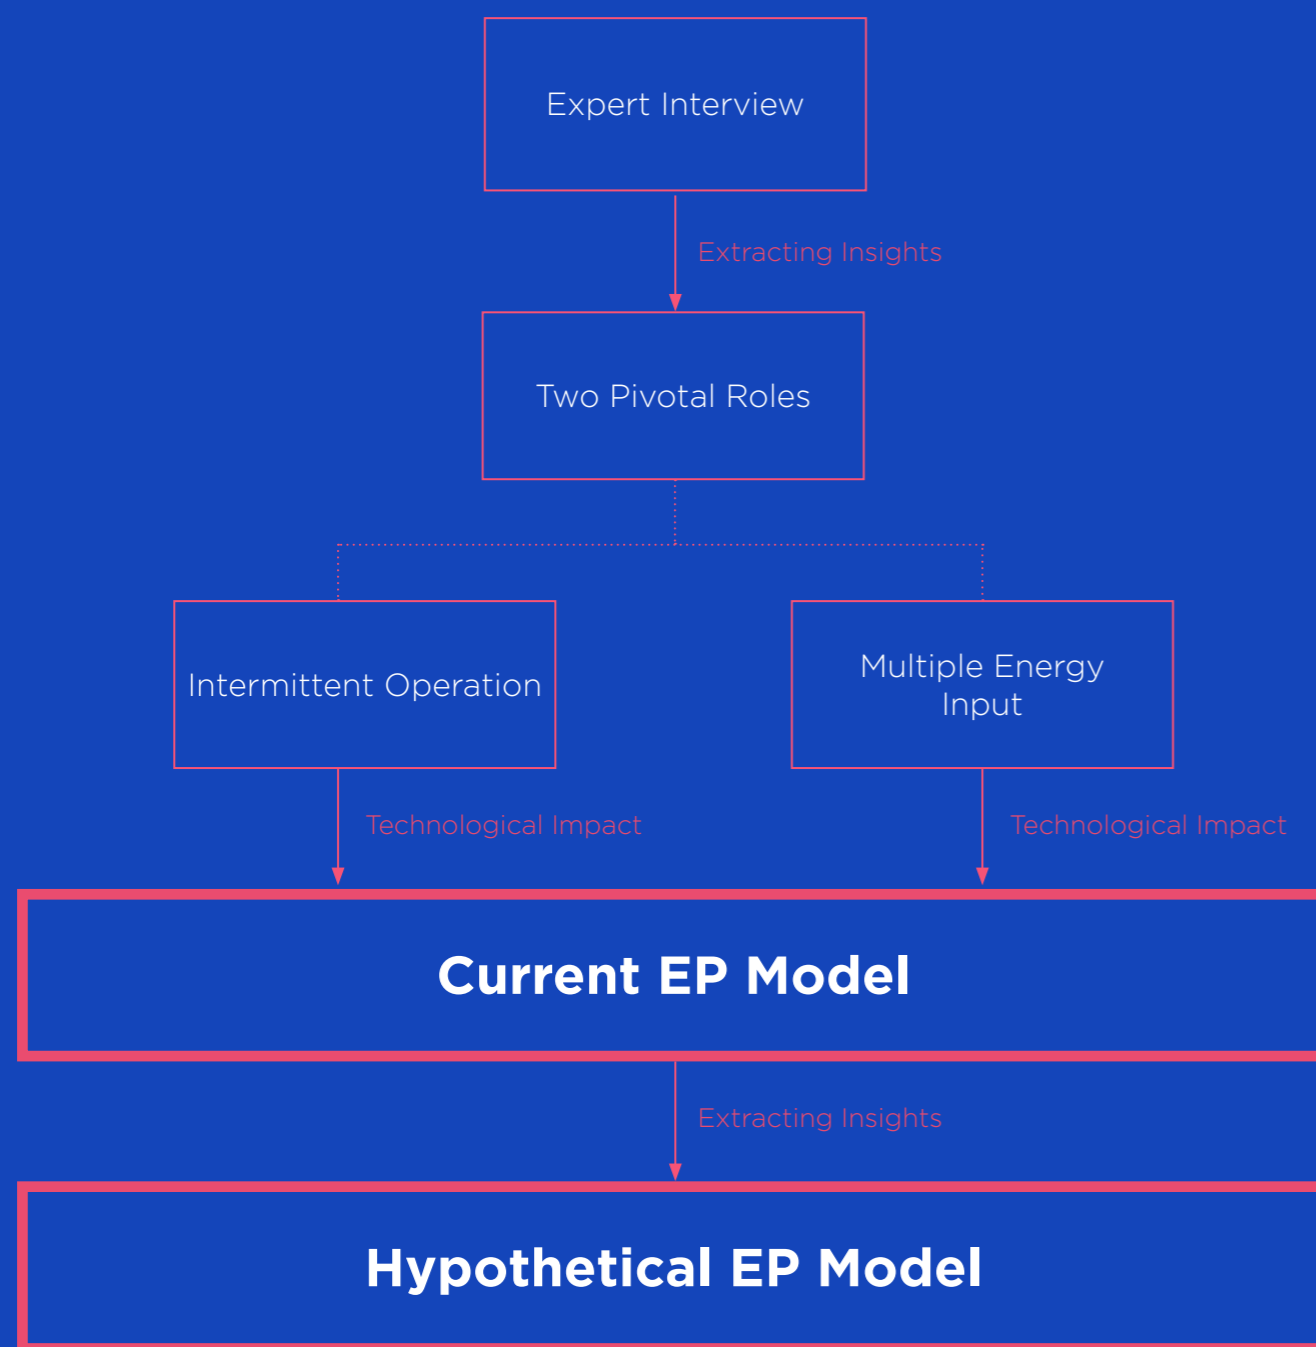 Expert Interview
Extracting Insights
Two Pivotal Roles
Intermittent Operation
Multiple Energy
Input
Technological Impact
Technological Impact
Current EP Model
Extracting Insights
Hypothetical EP Model